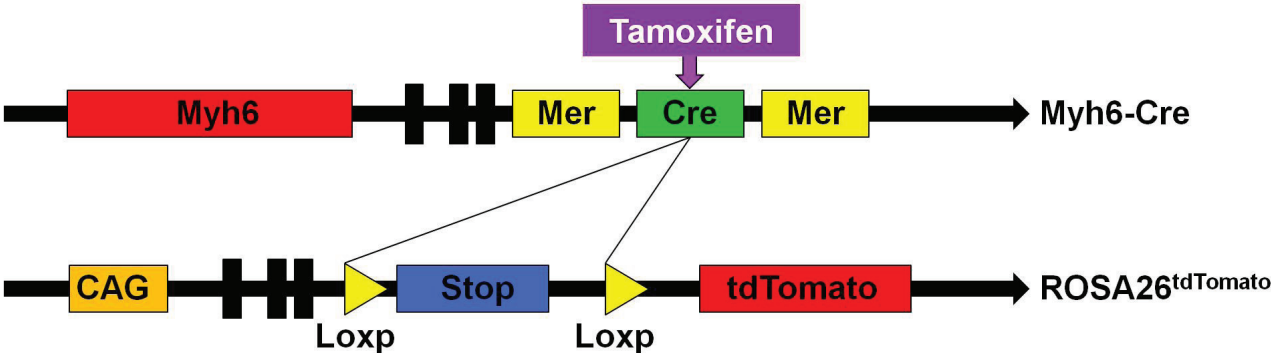 Tamoxifen
Myh6 Mer Cre Mer Myh6-Cre
CAG Stop tdTomato ROSA26tdTomato
Loxp Loxp